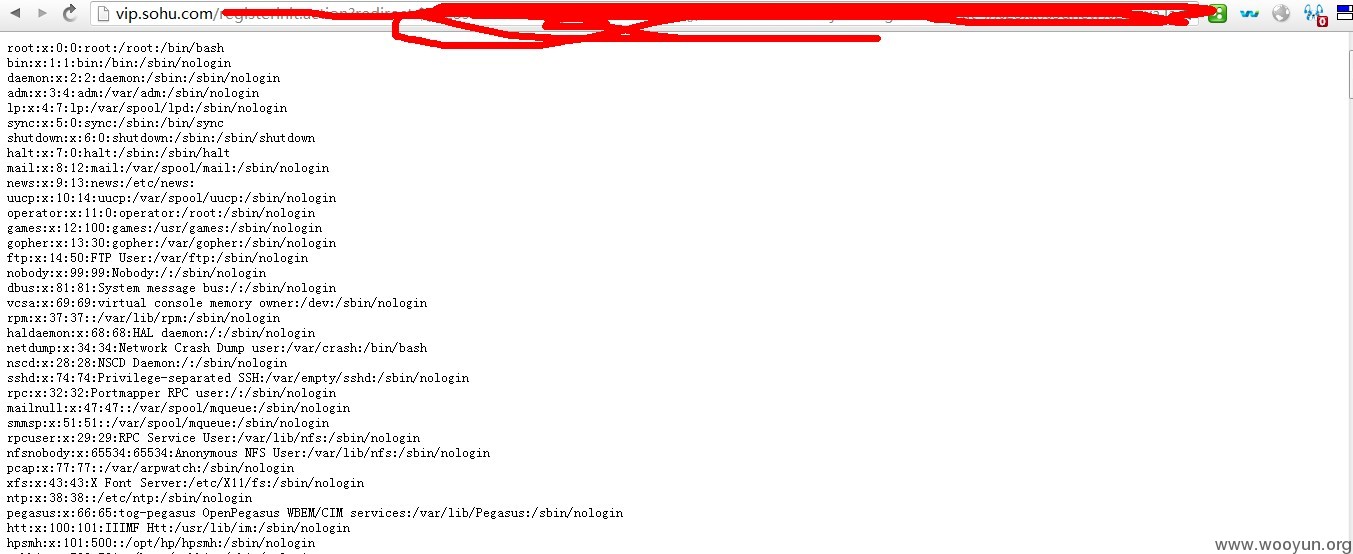 vip.sohu.com/registerInit.action?redirect
root:x:0:0:root:/root:/bin/bash
bin:x:1:1:bin:/bin:/sbin/nologin
daemon:x:2:2:daemon:/sbin:/sbin/nologin
adm:x:3:4:adm:/var/adm:/sbin/nologin
lp:x:4:7:lp:/var/spool/lpd:/sbin/nologin
sync:x:5:0:sync:/sbin:/bin/sync
shutdown:x:6:0:shutdown:/sbin:/sbin/shutdown
halt:x:7:0:halt:/sbin:/sbin/halt
mail:x:8:12:mail:/var/spool/mail:/sbin/nologin
news:x:9:13:news:/etc/news:
uucp:x:10:14:uucp:/var/spool/uucp:/sbin/nologin
operator:x:11:0:operator:/root:/sbin/nologin
games:x:12:100:games:/usr/games:/sbin/nologin
gopher:x:13:30:gopher:/var/gopher:/sbin/nologin
ftp:x:14:50:FTP User:/var/ftp:/sbin/nologin
nobody:x:99:99:Nobody:/:/sbin/nologin
dbus:x:81:81:System message bus:/:/sbin/nologin
vcsa:x:69:69:virtual console memory owner:/dev:/sbin/nologin
rpm:x:37:37::/var/lib/rpm:/sbin/nologin
haldaemon:x:68:68:HAL daemon:/:/sbin/nologin
netdump:x:34:34:Network Crash Dump user:/var/crash:/bin/bash
nscd:x:28:28:NSCD Daemon:/:/sbin/nologin
sshd:x:74:74:Privilege-separated SSH:/var/empty/sshd:/sbin/nologin
rpc:x:32:32:Portmapper RPC user:/:/sbin/nologin
mailnull:x:47:47::/var/spool/mqueue:/sbin/nologin
smmsp:x:51:51::/var/spool/mqueue:/sbin/nologin
rpcuser:x:29:29:RPC Service User:/var/lib/nfs:/sbin/nologin
nfsnobody:x:65534:65534:Anonymous NFS User:/var/lib/nfs:/sbin/nologin
pcap:x:77:77::/var/arpwatch:/sbin/nologin
xfs:x:43:43:X Font Server:/etc/X11/fs:/sbin/nologin
ntp:x:38:38::/etc/ntp:/sbin/nologin
pegasus:x:66:65:tog-pegasus OpenPegasus WBEM/CIM services:/var/lib/Pegasus:/sbin/nologin
htt:x:100:101:IIIMF Htt:/usr/lib/im:/sbin/nologin
hpsmh:x:101:500::/opt/hp/hpsmh:/sbin/nologin
www.wooyun.org